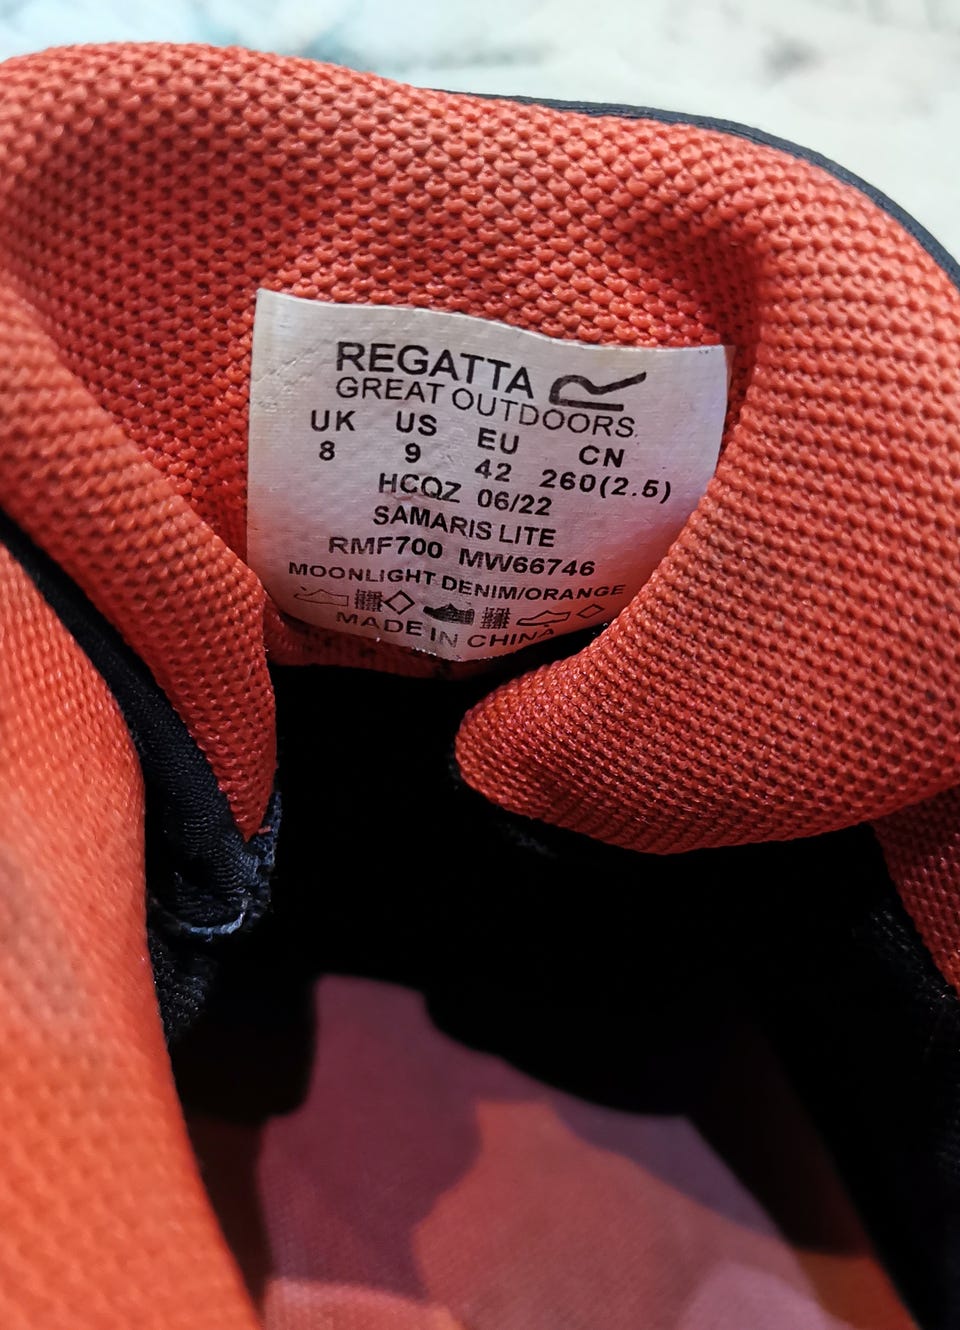 REGATTA
GREAT OUTDOORS
UK US EU CN
8 9 42 260(2.5)
HCQZ 06/22
SAMARIS LITE
RMF700 MW66746
MOONLIGHT DENIM/ORANGE
MADE IN CHINA